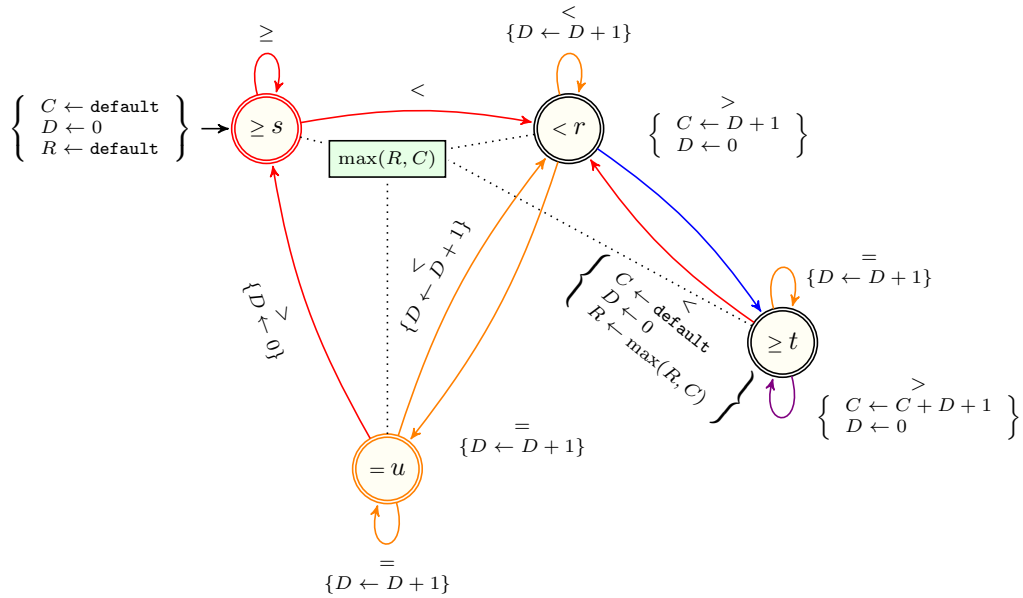 ≥
<
<
{D ← D + 1}
>
{ C ← D + 1
D ← 0 }
{ C ← default
D ← 0
R ← default }
≥ s
< r
max(R, C)
>
{D ← 0}
<
{D ← D + 1}
<
{ C ← default
D ← 0
R ← max(R, C) }
=
{D ← D + 1}
≥ t
>
{ C ← C + D + 1
D ← 0 }
=
{D ← D + 1}
= u
=
{D ← D + 1}